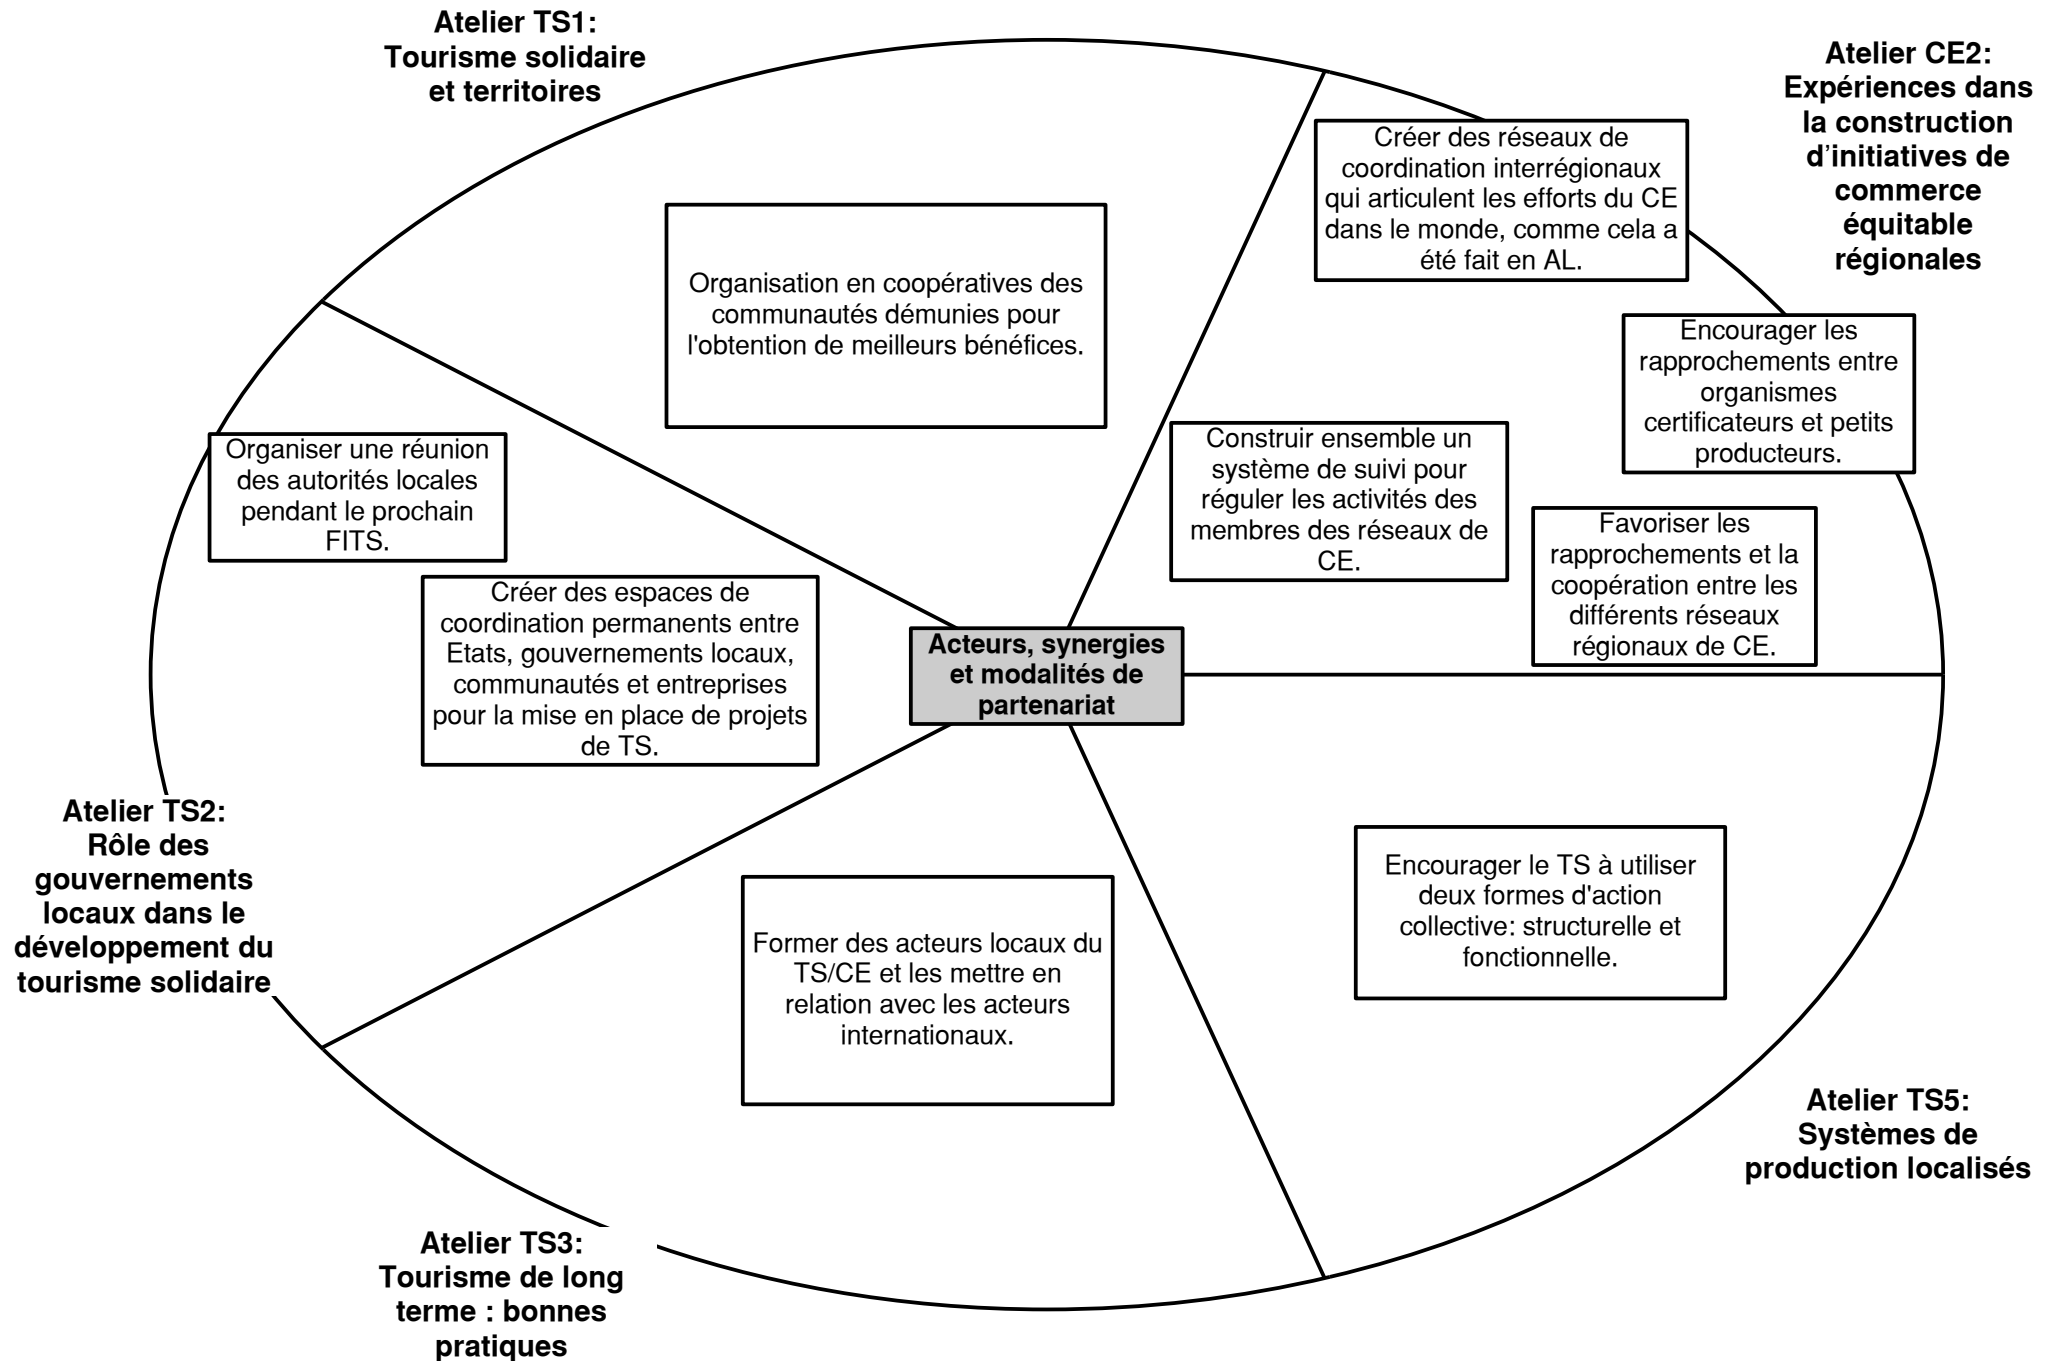 Atelier TS1:
Tourisme solidaire
et territoires
Atelier CE2:
Expériences dans
la construction
d’initiatives de
commerce
équitable
régionales
Créer des réseaux de
coordination interrégionaux
qui articulent les efforts du CE
dans le monde, comme cela a
été fait en AL.
Organisation en coopératives des
communautés démunies pour
l'obtention de meilleurs bénéfices.
Encourager les
rapprochements entre
organismes
certificateurs et petits
producteurs.
Construir ensemble un
système de suivi pour
réguler les activités des
membres des réseaux de
CE.
Organiser une réunion
des autorités locales
pendant le prochain
FITS.
Favoriser les
rapprochements et la
coopération entre les
différents réseaux
régionaux de CE.
Créer des espaces de
coordination permanents entre
Etats, gouvernements locaux,
communautés et entreprises
pour la mise en place de projets
de TS.
Acteurs, synergies
et modalités de
partenariat
Atelier TS2:
Rôle des
gouvernements
locaux dans le
développement du
tourisme solidaire
Encourager le TS à utiliser
deux formes d'action
collective: structurelle et
fonctionnelle.
Former des acteurs locaux du
TS/CE et les mettre en
relation avec les acteurs
internationaux.
Atelier TS5:
Systèmes de
production localisés
Atelier TS3:
Tourisme de long
terme : bonnes
pratiques